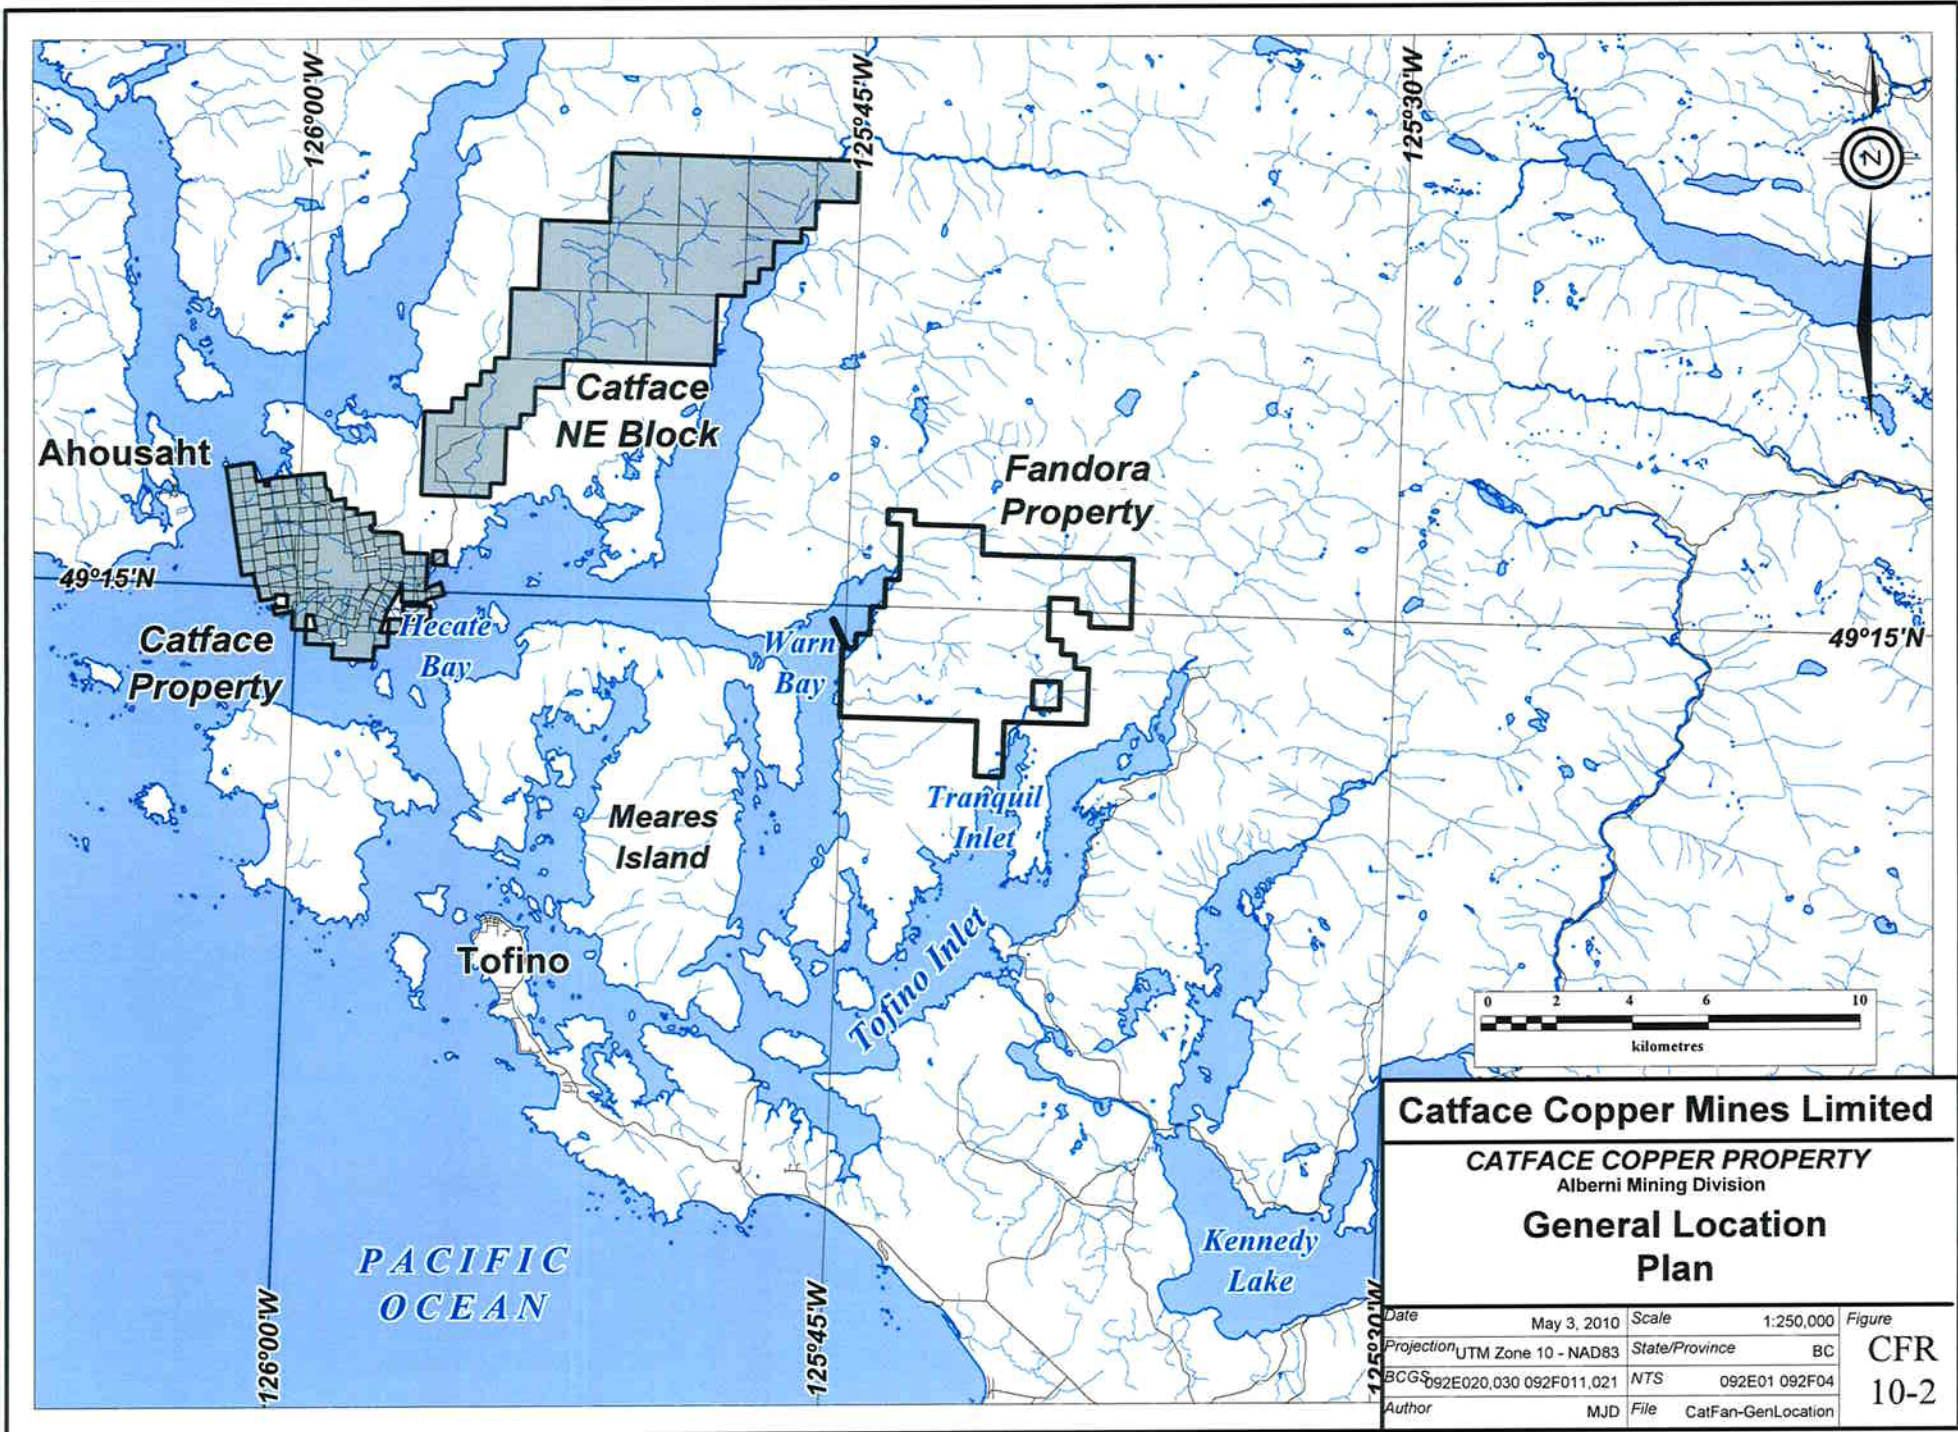 126°00'W
125°45'W
125°30'W
N
Catface
NE Block
Ahousaht
Fandora
Property
49°15'N
Catface
Property
Hecate
Bay
Warn
Bay
49°15'N
Meares
Island
Tranquil
Inlet
Tofino
Tofino Inlet
0 2 4 6 10
kilometres
PACIFIC
OCEAN
Kennedy
Lake
126°00'W
125°45'W
125°30'W
Catface Copper Mines Limited
CATFACE COPPER PROPERTY
Alberni Mining Division
General Location
Plan
Date May 3, 2010 Scale 1:250,000 Figure
Projection UTM Zone 10 - NAD83 State/Province BC
CFR
BCGS 092E020,030 092F011,021 NTS 092E01 092F04
10-2
Author MJD File CatFan-GenLocation